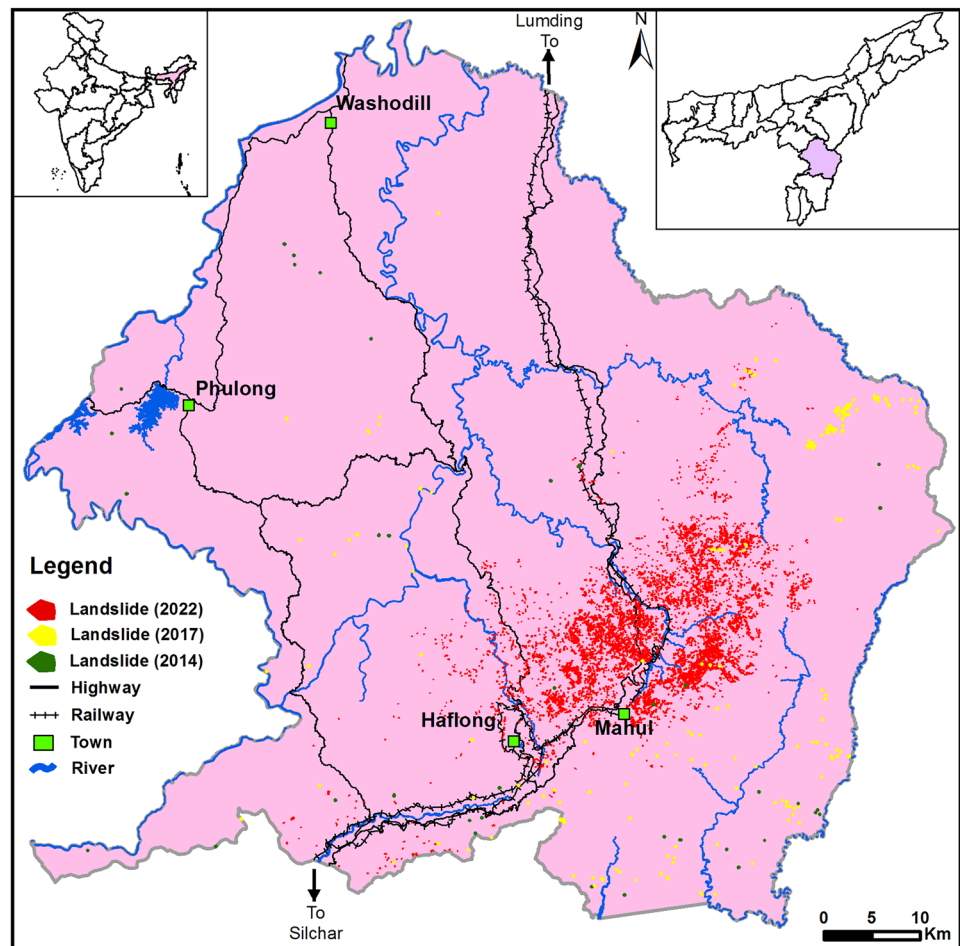 Lumding
To
N
Washodill
Phulong
Legend
Landslide (2022)
Landslide (2017)
Landslide (2014)
Highway
Railway
Town
River
Haflong
Mahul
To
Silchar
0 5 10
Km